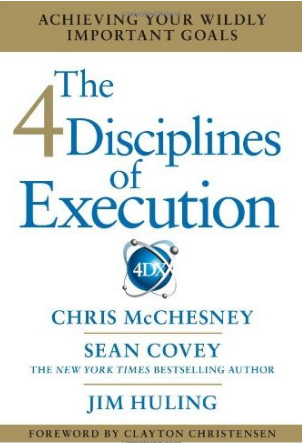 ACHIEVING YOUR WILDLY
IMPORTANT GOALS
The
4 Disciplines
of
Execution
4DX
CHRIS McCHESNEY
SEAN COVEY
THE NEW YORK TIMES BESTSELLING AUTHOR
JIM HULING
FOREWORD BY CLAYTON CHRISTENSEN